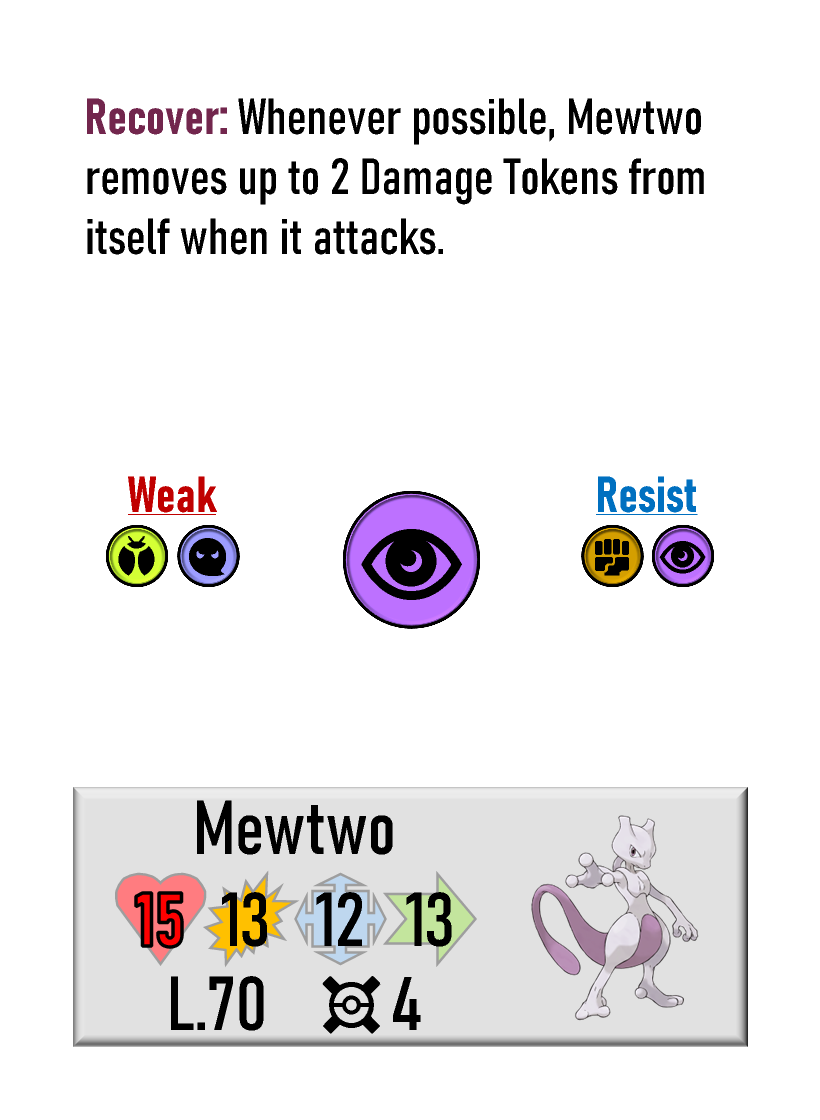 Recover: Whenever possible, Mewtwo
removes up to 2 Damage Tokens from
itself when it attacks.
Weak
Resist
Mewtwo
15 13 12 13
L.70 4